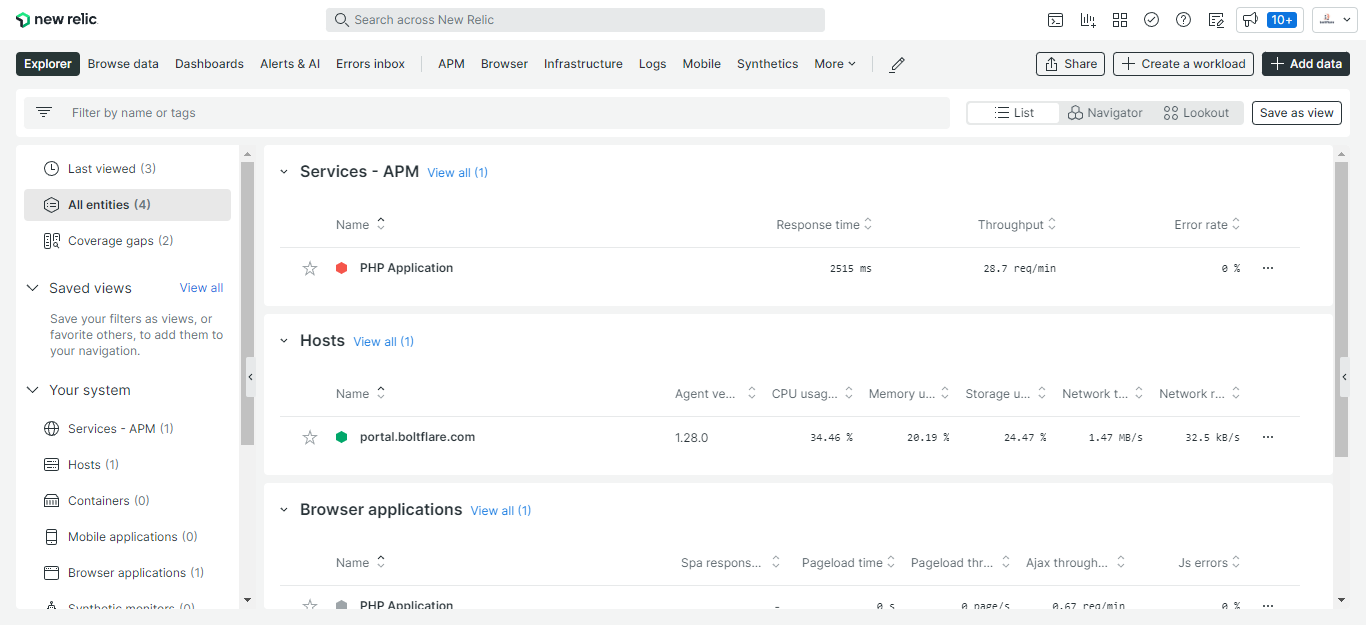 new relic
Search across New Relic
10+
Explorer Browse data Dashboards Alerts & AI Errors inbox APM Browser Infrastructure Logs Mobile Synthetics More Share Create a workload Add data
Filter by name or tags List Navigator Lookout Save as view
Last viewed (3)
All entities (4)
Coverage gaps (2)
Saved views View all
Save your filters as views, or
favorite others, to add them to
your navigation.
Your system
Services - APM (1)
Hosts (1)
Containers (0)
Mobile applications (0)
Browser applications (1)
Synthetic monitors (0)
Services - APM View all (1)
Name Response time Throughput Error rate
PHP Application 2515 ms 28.7 req/min 0 % ...
Hosts View all (1)
Name Agent ve... CPU usag... Memory u... Storage u... Network t... Network r...
portal.boltflare.com 1.28.0 34.46 % 20.19 % 24.47 % 1.47 MB/s 32.5 kB/s ...
Browser applications View all (1)
Name Spa respons... Pageload time Pageload thr... Ajax through... Js errors
PHP Application - 0 s 0 page/s 0.67 req/min 0 % ...